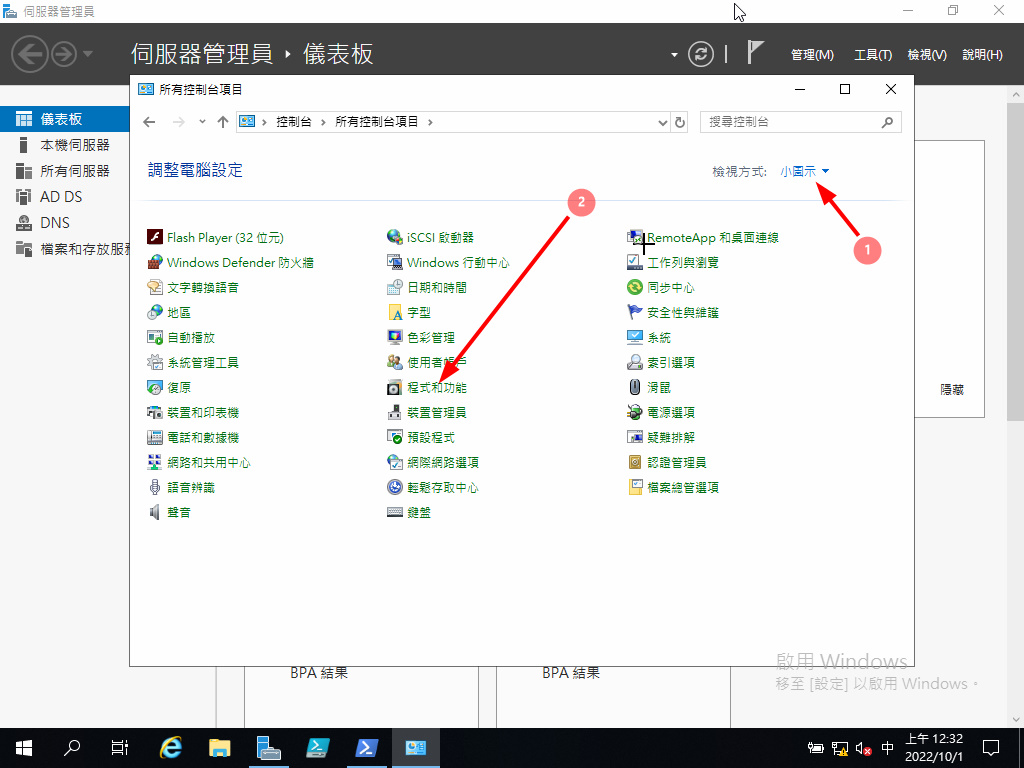 伺服器管理員
伺服器管理員 ‣ 儀表板
管理(M) 工具(T) 檢視(V) 說明(H)
儀表板
本機伺服器
所有伺服器
AD DS
DNS
檔案和存放服務
所有控制台項目
控制台 › 所有控制台項目 ›
搜尋控制台
調整電腦設定
檢視方式: 小圖示
1
2
Flash Player (32 位元)
iSCSI 啟動器
RemoteApp 和桌面連線
Windows Defender 防火牆
Windows 行動中心
工作列與瀏覽
文字轉換語音
日期和時間
同步中心
地區
字型
安全性與維護
自動播放
色彩管理
系統
系統管理工具
使用者帳戶
索引選項
復原
程式和功能
滑鼠
裝置和印表機
裝置管理員
電源選項
電話和數據機
預設程式
疑難排解
網路和共用中心
網際網路選項
認證管理員
語音辨識
輕鬆存取中心
檔案總管選項
聲音
鍵盤
隱藏
BPA 結果
BPA 結果
啟用 Windows
移至 [設定] 以啟用 Windows。
中
上午 12:32
2022/10/1